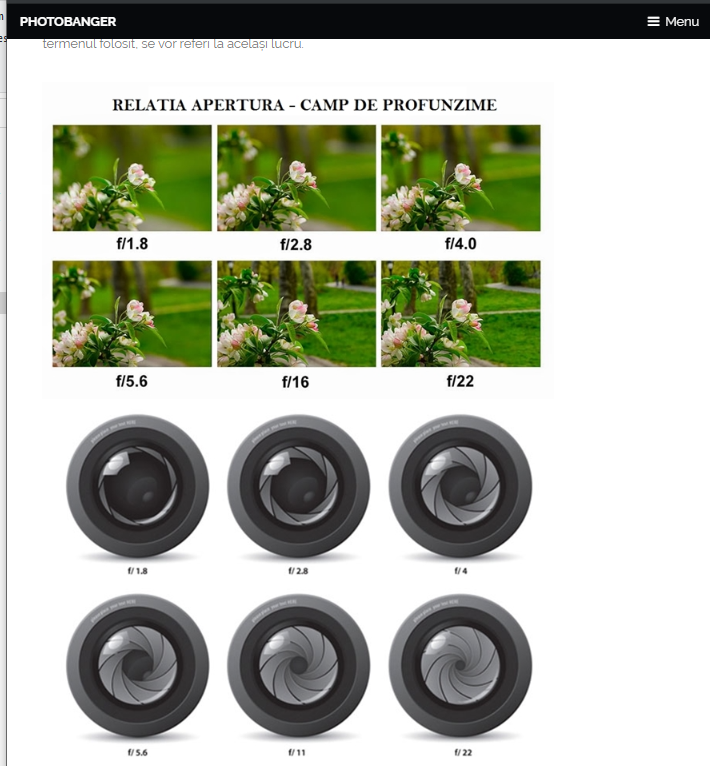 PHOTOBANGER
Menu
termenul folosit, se vor referi la același lucru.
RELATIA APERTURA - CAMP DE PROFUNZIME
f/1.8 f/2.8 f/4.0
f/5.6 f/16 f/22
f/ 1.8 f/ 2.8 f/ 4
f/ 5.6 f/ 11 f/ 22